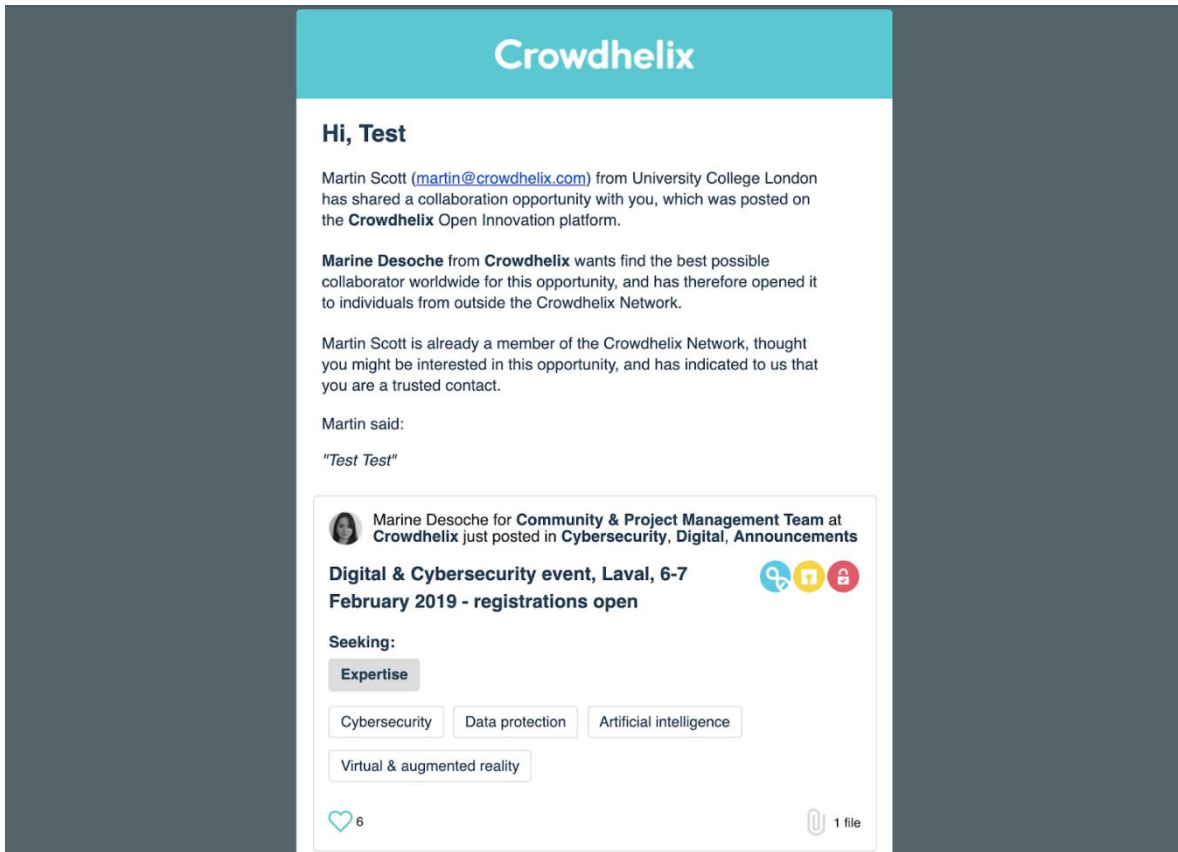 Crowdhelix
Hi, Test
Martin Scott (martin@crowdhelix.com) from University College London
has shared a collaboration opportunity with you, which was posted on
the Crowdhelix Open Innovation platform.
Marine Desoche from Crowdhelix wants find the best possible
collaborator worldwide for this opportunity, and has therefore opened it
to individuals from outside the Crowdhelix Network.
Martin Scott is already a member of the Crowdhelix Network, thought
you might be interested in this opportunity, and has indicated to us that
you are a trusted contact.
Martin said:
"Test Test"
Marine Desoche for Community & Project Management Team at
Crowdhelix just posted in Cybersecurity, Digital, Announcements
Digital & Cybersecurity event, Laval, 6-7
February 2019 - registrations open
Seeking:
Expertise
Cybersecurity Data protection Artificial intelligence
Virtual & augmented reality
6 1 file